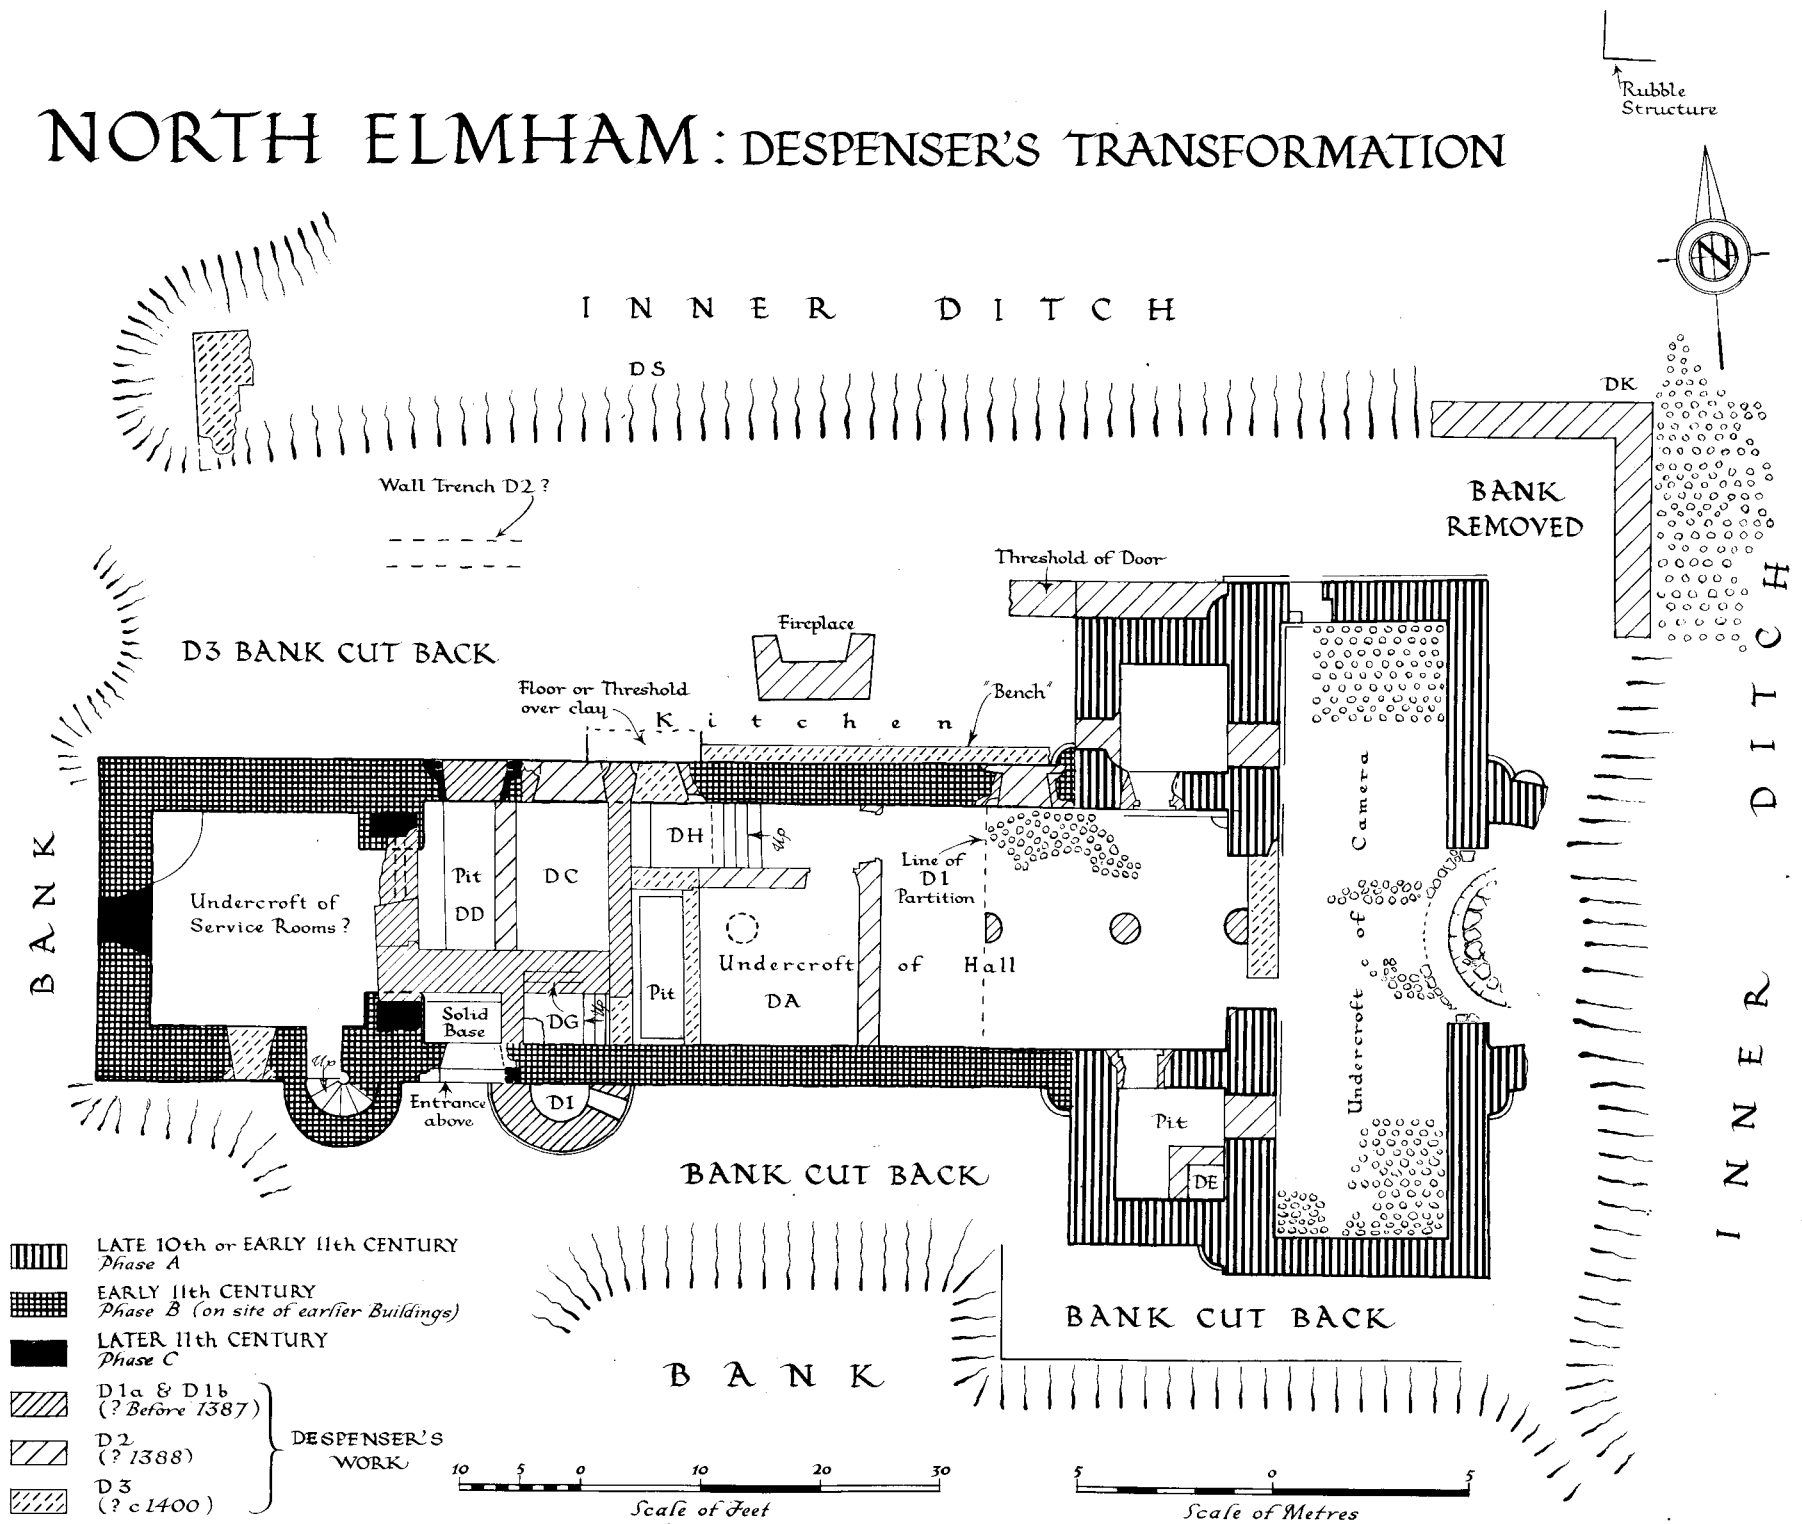 Rubble
Structure
NORTH ELMHAM: DESPENSER'S TRANSFORMATION
N
INNER DITCH
DS
DK
Wall Trench D2?
BANK
REMOVED
Threshold of Door
Fireplace
D3 BANK CUT BACK
Floor or Threshold
over clay
"Bench"
Kitchen
INNER DITCH
BANK
DH
Up
Line of
D1
Partition
Pit
DD
DC
Undercroft of
Service Rooms?
Undercroft of Camera
Undercroft of Hall
Pit
DA
Solid
Base
DG
Up
Up
Entrance
above
DI
Pit
DE
BANK CUT BACK
BANK CUT BACK
BANK
LATE 10th or EARLY 11th CENTURY
Phase A
EARLY 11th CENTURY
Phase B (on site of earlier Buildings)
LATER 11th CENTURY
Phase C
D1a & D1b
(? Before 1387)
D2
(? 1388)
D3
(? c1400)
DESPENSER'S
WORK
10 5 0 10 20 30
Scale of Feet
5 0 5
Scale of Metres